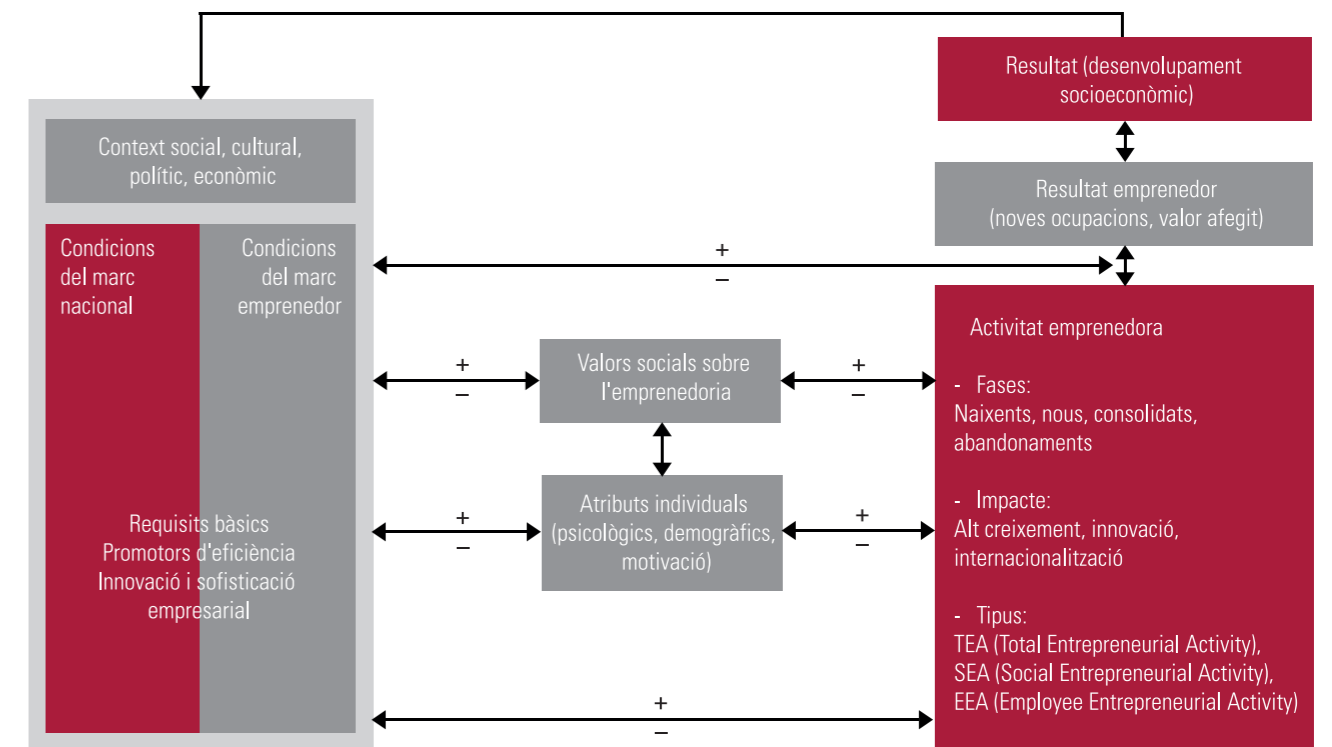 Resultat (desenvolupament
socioeconòmic)
Context social, cultural,
polític, econòmic
Resultat emprenedor
(noves ocupacions, valor afegit)
Condicions
del marc
nacional
Condicions
del marc
emprenedor
+
–
Activitat emprenedora
+
–
Valors socials sobre
l'emprenedoria
+
–
- Fases:
Naixents, nous, consolidats,
abandonaments
Requisits bàsics
Promotors d'eficiència
Innovació i sofisticació
empresarial
+
–
Atributs individuals
(psicològics, demogràfics,
motivació)
+
–
- Impacte:
Alt creixement, innovació,
internacionalització
- Tipus:
TEA (Total Entrepreneurial Activity),
SEA (Social Entrepreneurial Activity),
EEA (Employee Entrepreneurial Activity)
+
–